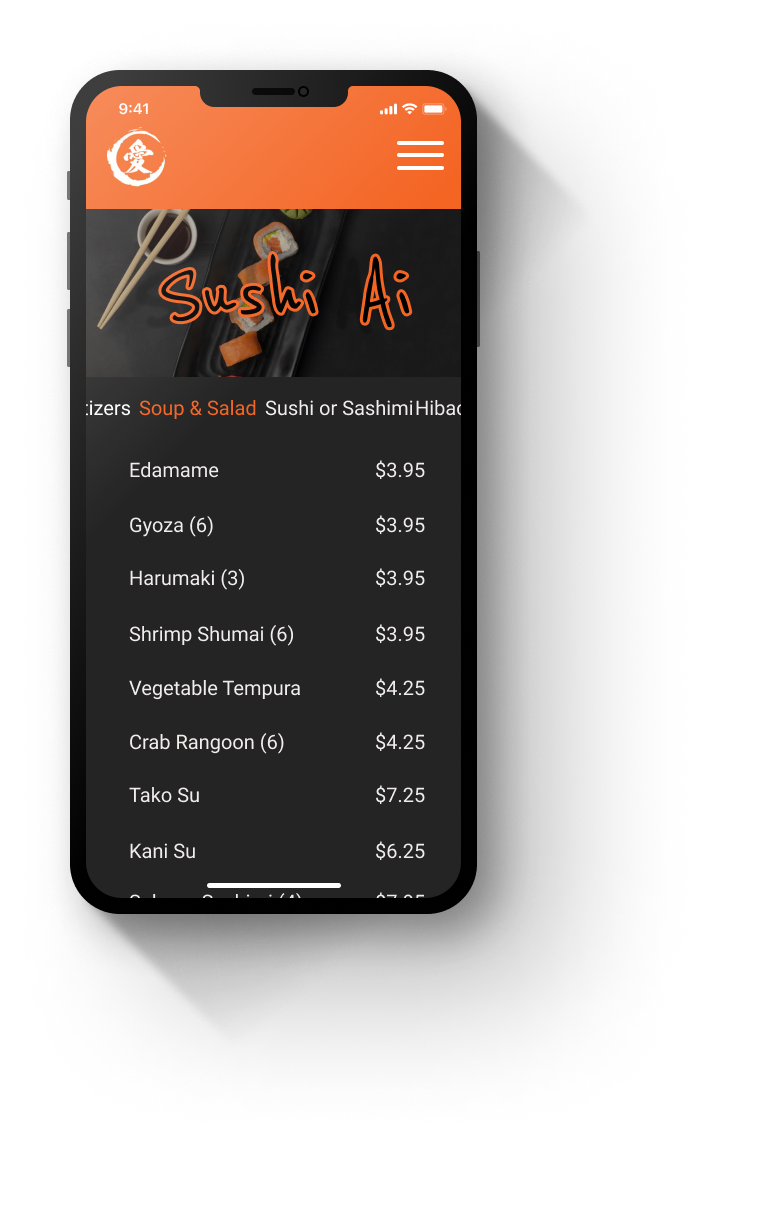 9:41
愛
Sushi Ai
tizers Soup & Salad Sushi or Sashimi Hibac
Edamame $3.95
Gyoza (6) $3.95
Harumaki (3) $3.95
Shrimp Shumai (6) $3.95
Vegetable Tempura $4.25
Crab Rangoon (6) $4.25
Tako Su $7.25
Kani Su $6.25